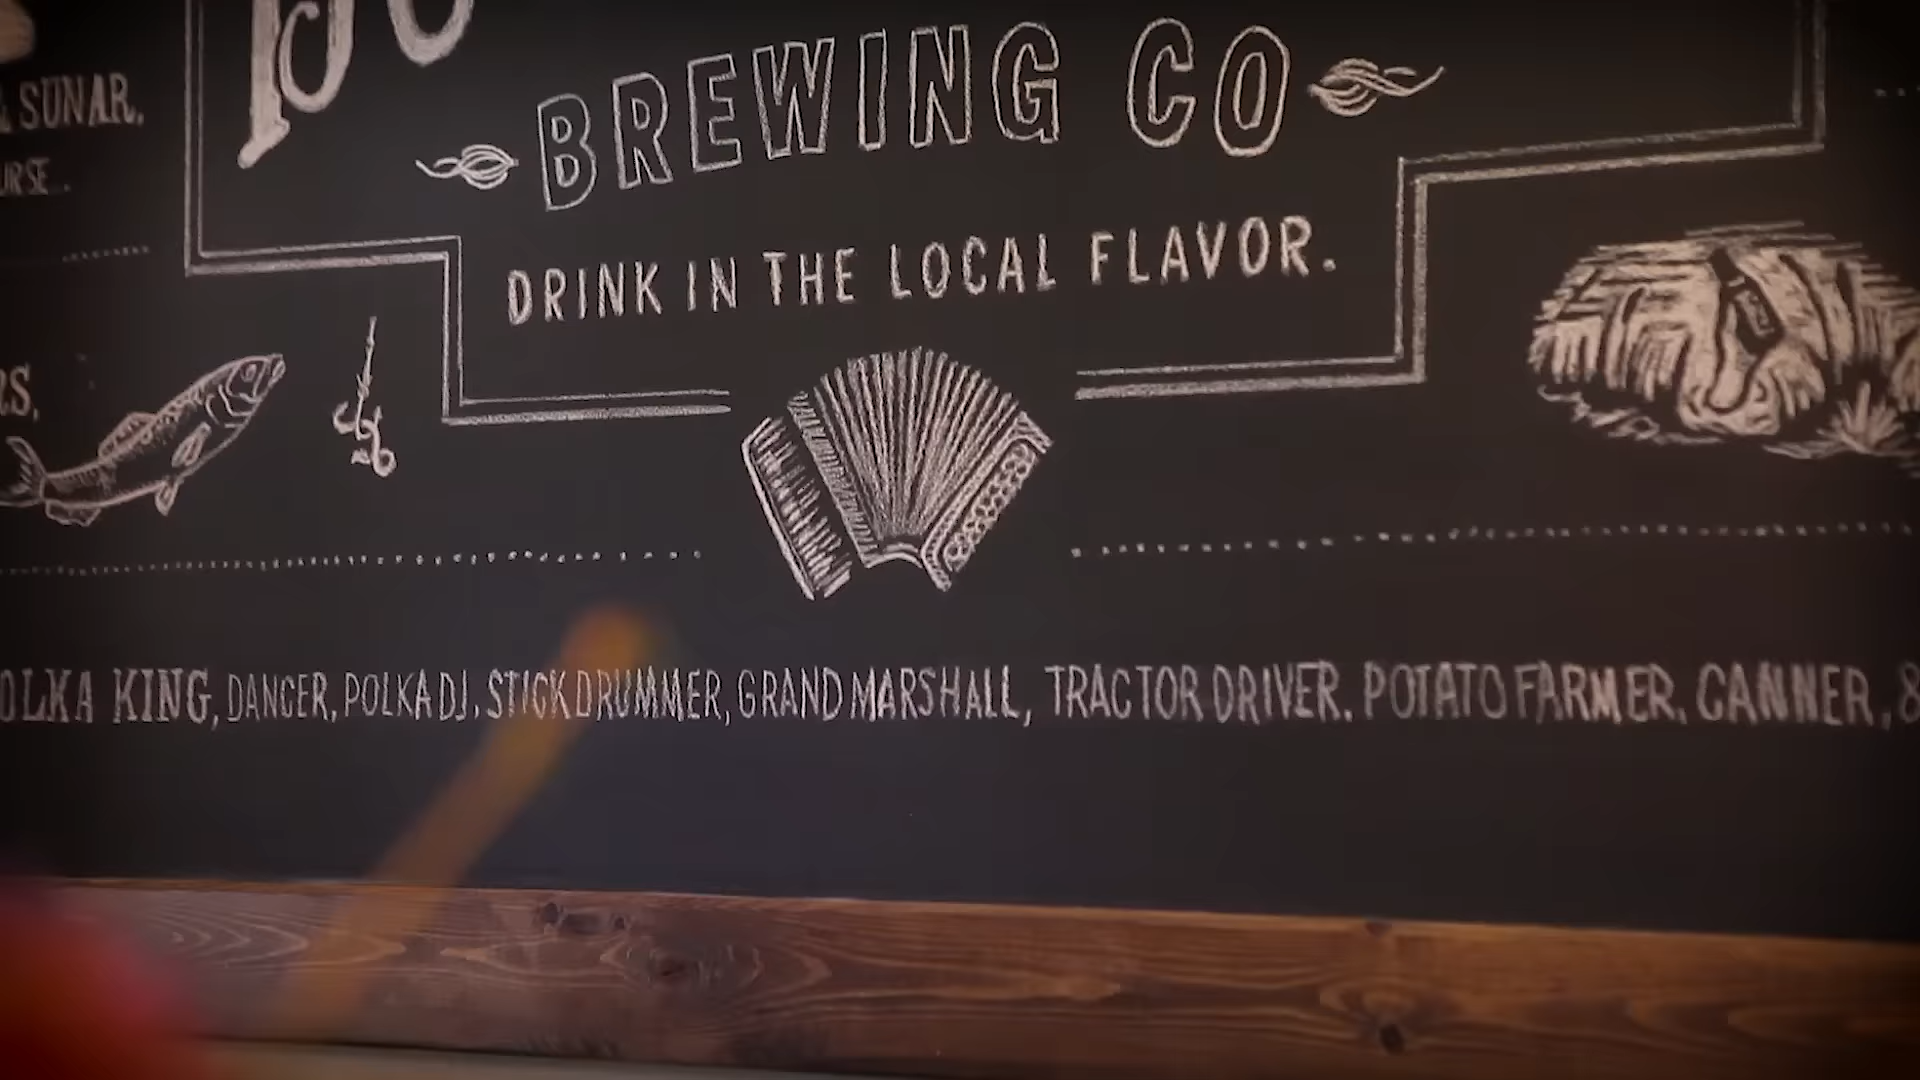 SUNAR,
BREWING CO
DRINK IN THE LOCAL FLAVOR.
KING, DANCER, POLKA DJ, STICK DRUMMER, GRAND MARSHALL, TRACTOR DRIVER, POTATO FARMER, CANNER, &